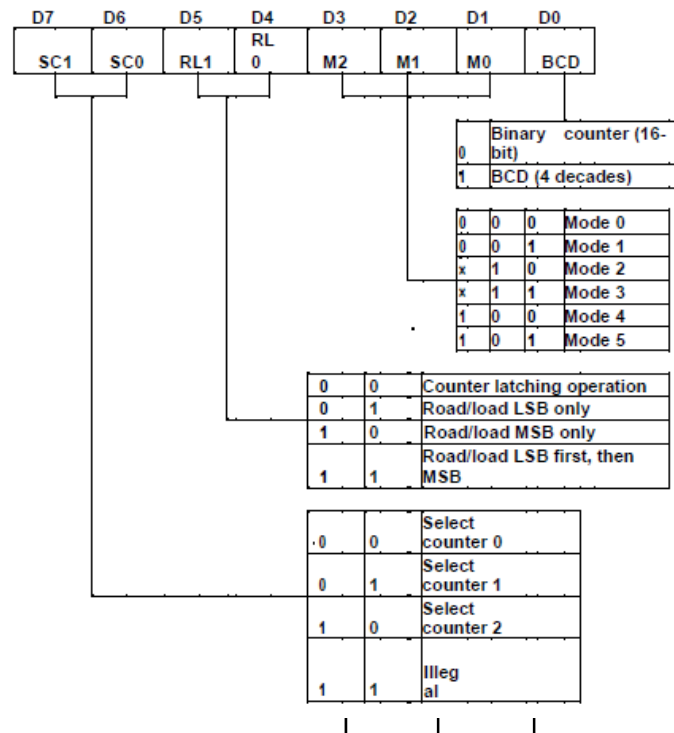 D7 D6 D5 D4 D3 D2 D1 D0
SC1 SC0 RL1 RL
0 M2 M1 M0 BCD
0 Binary counter (16-
bit)
1 BCD (4 decades)
0 0 0 Mode 0
0 0 1 Mode 1
x 1 0 Mode 2
x 1 1 Mode 3
1 0 0 Mode 4
1 0 1 Mode 5
0 0 Counter latching operation
0 1 Road/load LSB only
1 0 Road/load MSB only
1 1 Road/load LSB first, then
MSB
0 0 Select
counter 0
0 1 Select
counter 1
1 0 Select
counter 2
1 1 Illeg
al